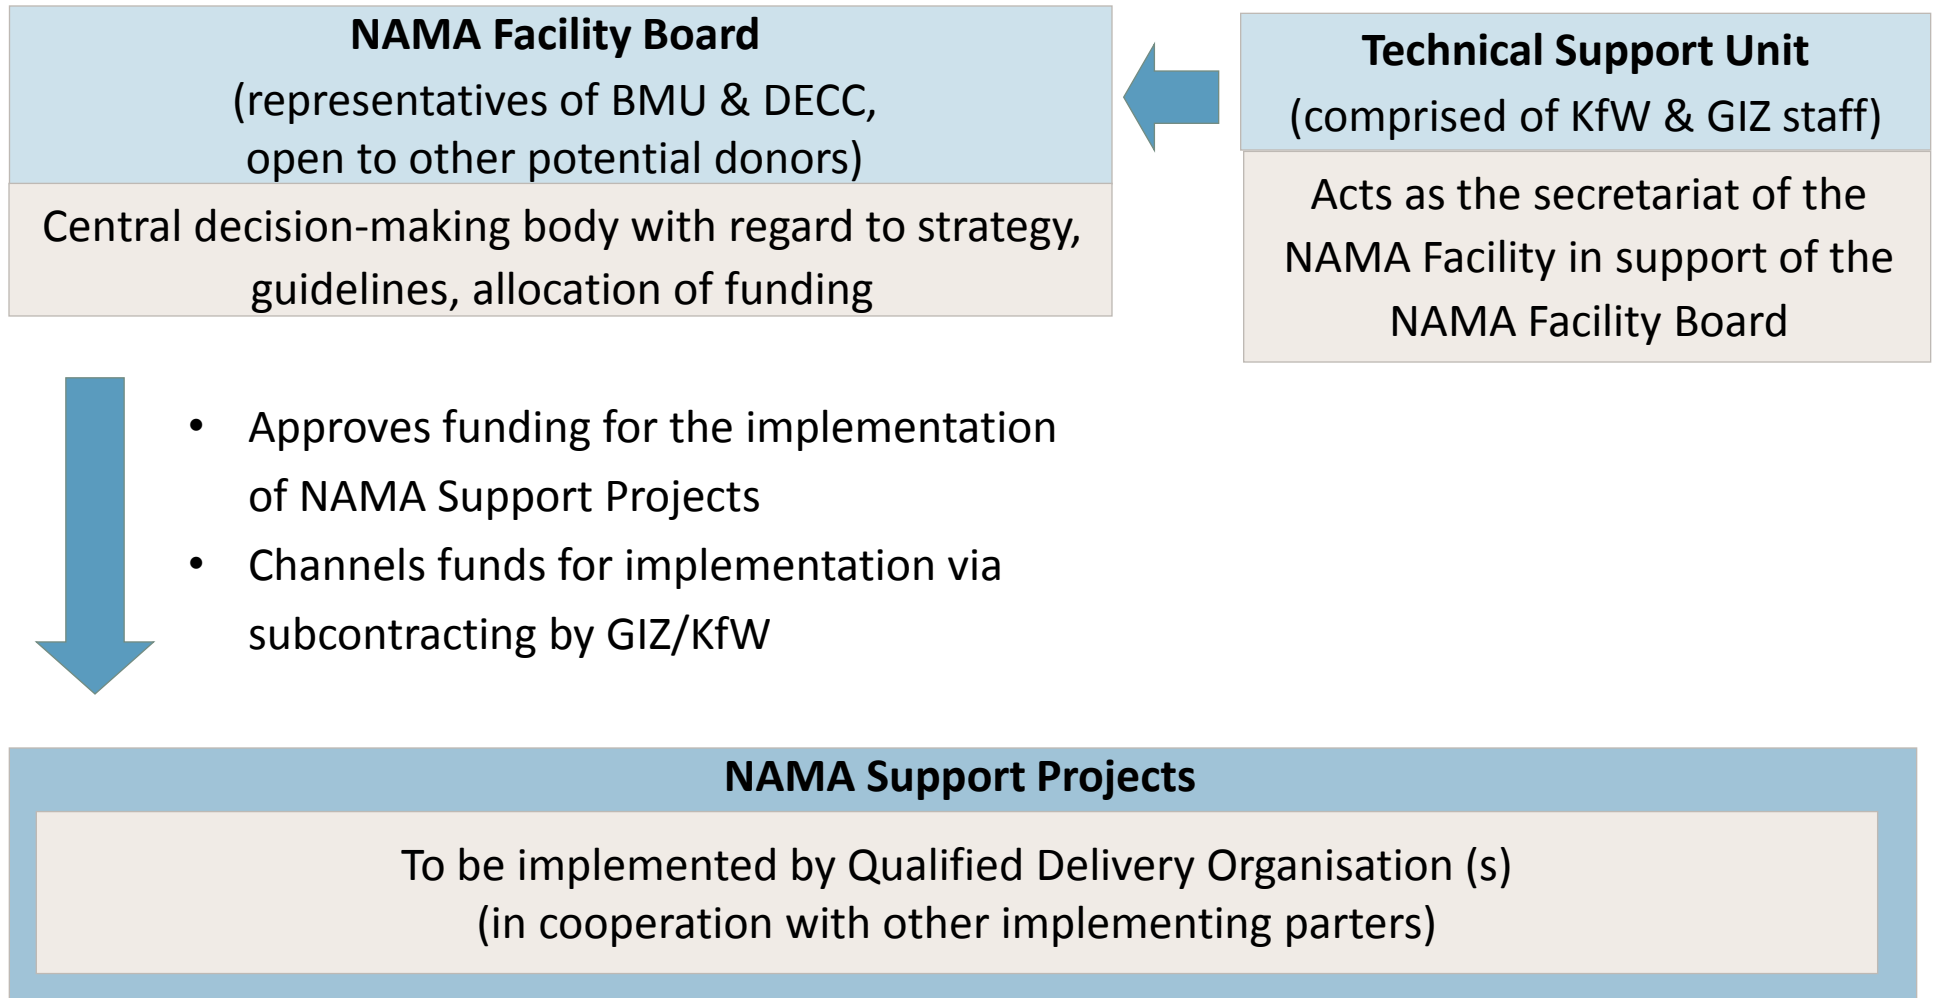 NAMA Facility Board
(representatives of BMU & DECC,
open to other potential donors)
Central decision-making body with regard to strategy,
guidelines, allocation of funding
Technical Support Unit
(comprised of KfW & GIZ staff)
Acts as the secretariat of the
NAMA Facility in support of the
NAMA Facility Board
• Approves funding for the implementation
of NAMA Support Projects
• Channels funds for implementation via
subcontracting by GIZ/KfW
NAMA Support Projects
To be implemented by Qualified Delivery Organisation (s)
(in cooperation with other implementing parters)